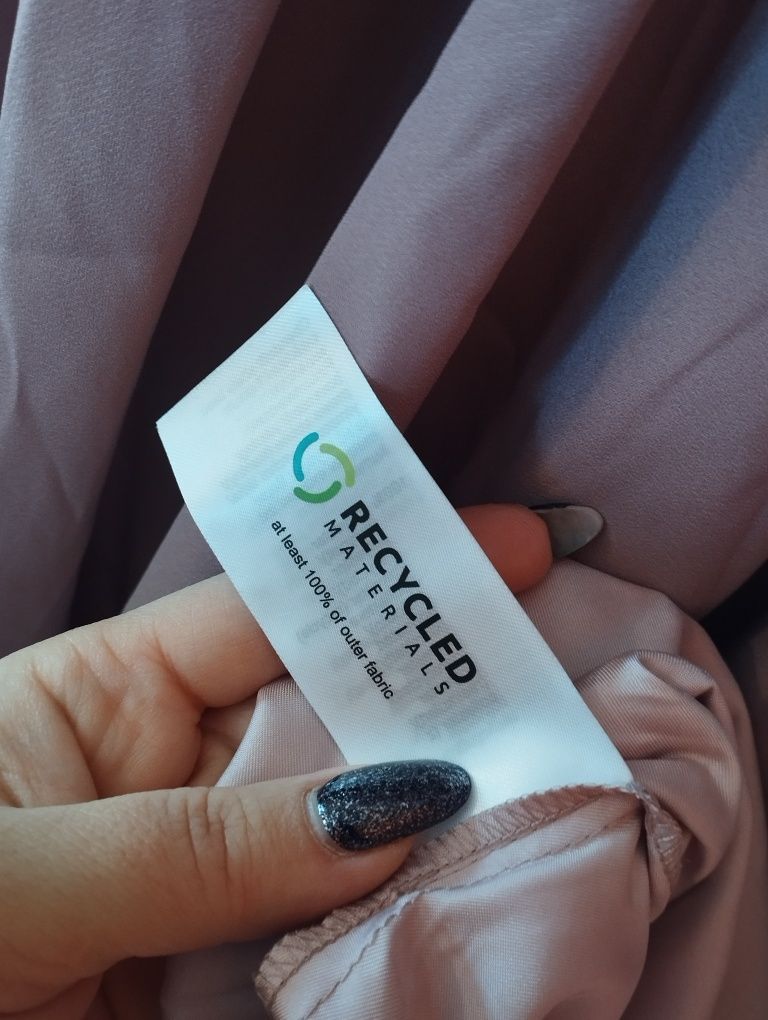 RECYCLED
MATERIALS
at least 100% of outer fabric